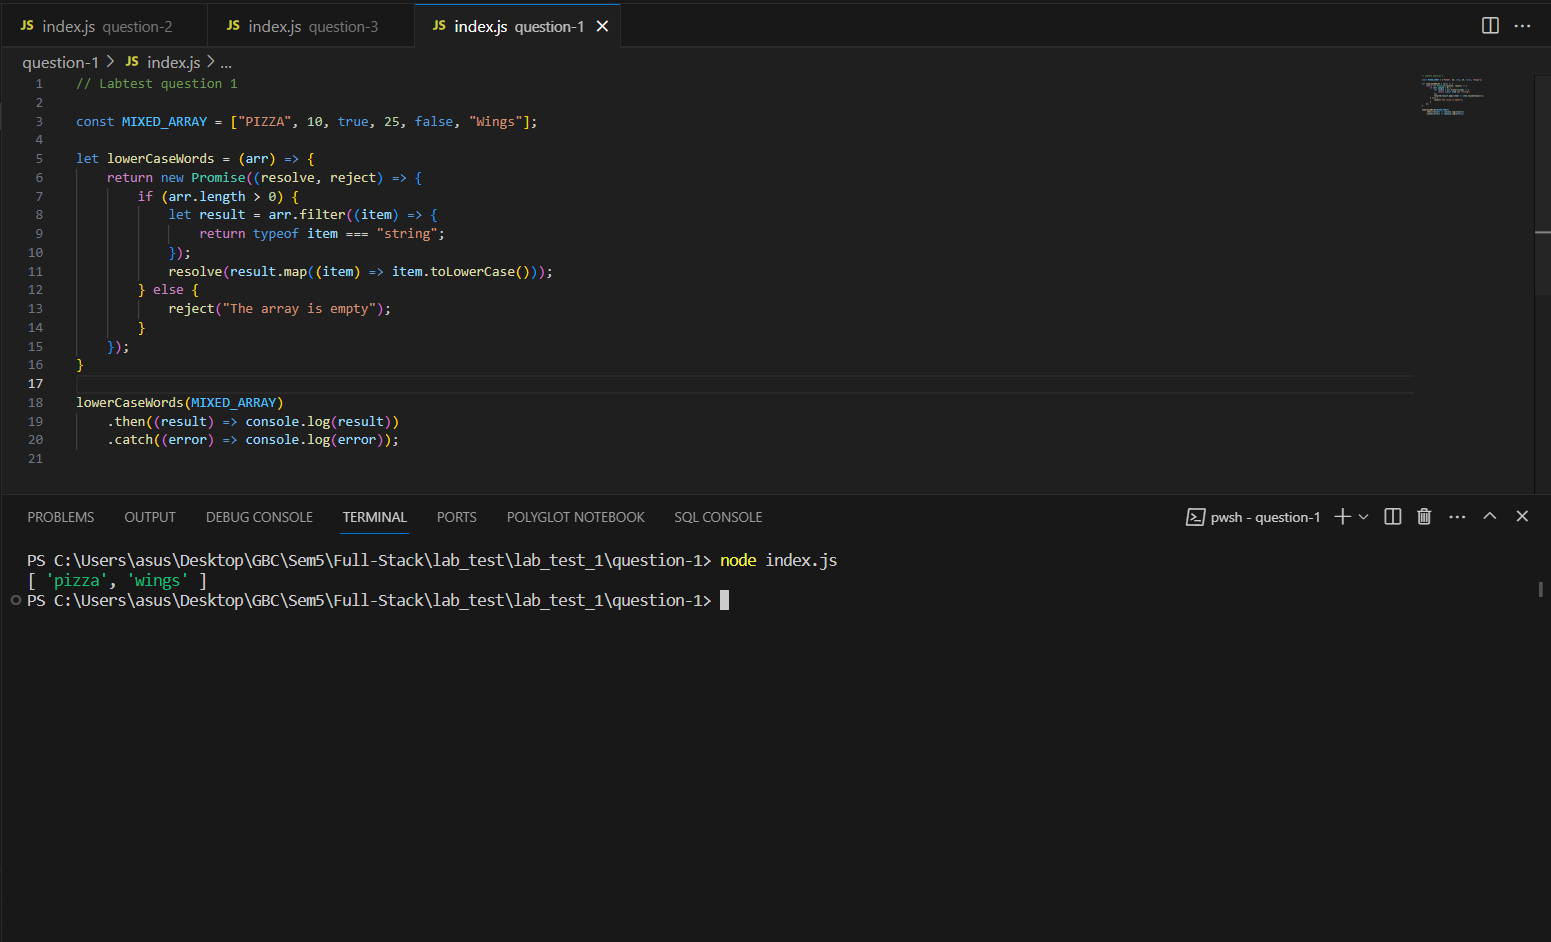 JS index.js question-2 JS index.js question-3 JS index.js question-1
question-1 > JS index.js > ...
1 // Labtest question 1
2
3 const MIXED_ARRAY = ["PIZZA", 10, true, 25, false, "Wings"];
4
5 let lowerCaseWords = (arr) => {
6     return new Promise((resolve, reject) => {
7         if (arr.length > 0) {
8             let result = arr.filter((item) => {
9                 return typeof item === "string";
10             });
11             resolve(result.map((item) => item.toLowerCase()));
12         } else {
13             reject("The array is empty");
14         }
15     });
16 }
17
18 lowerCaseWords(MIXED_ARRAY)
19     .then((result) => console.log(result))
20     .catch((error) => console.log(error));
21
PROBLEMS OUTPUT DEBUG CONSOLE TERMINAL PORTS POLYGLOT NOTEBOOK SQL CONSOLE pwsh - question-1
PS C:\Users\asus\Desktop\GBC\Sem5\Full-Stack\lab_test\lab_test_1\question-1> node index.js
[ 'pizza', 'wings' ]
PS C:\Users\asus\Desktop\GBC\Sem5\Full-Stack\lab_test\lab_test_1\question-1>